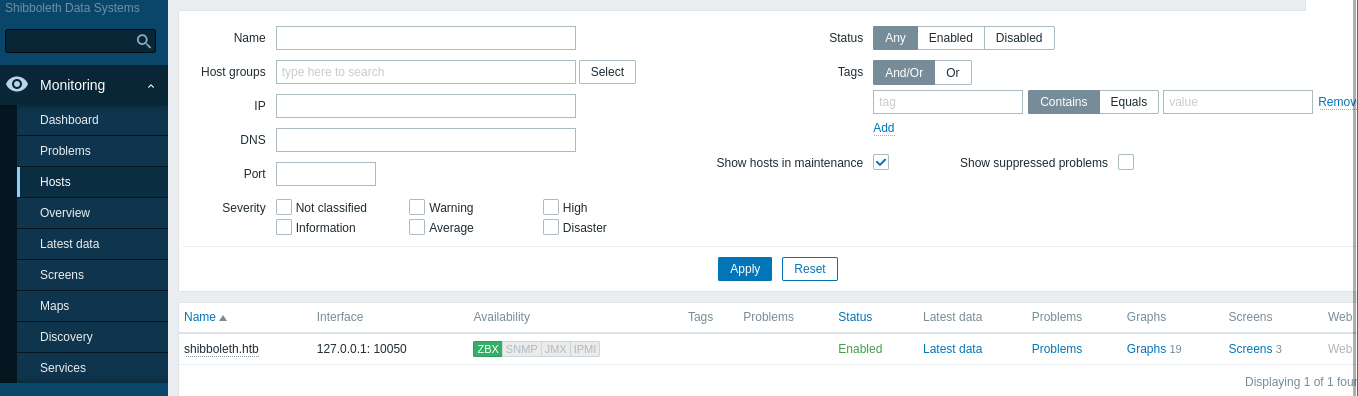 Shibboleth Data Systems
Monitoring
Dashboard
Problems
Hosts
Overview
Latest data
Screens
Maps
Discovery
Services
Name
Host groups type here to search Select
IP
DNS
Port
Severity Not classified Warning High
Information Average Disaster
Status Any Enabled Disabled
Tags And/Or Or
tag Contains Equals value Remov
Add
Show hosts in maintenance Show suppressed problems
Apply Reset
Name Interface Availability Tags Problems Status Latest data Problems Graphs Screens Web
shibboleth.htb 127.0.0.1: 10050 ZBX SNMP JMX IPMI Enabled Latest data Problems Graphs 19 Screens 3 Web
Displaying 1 of 1 foun